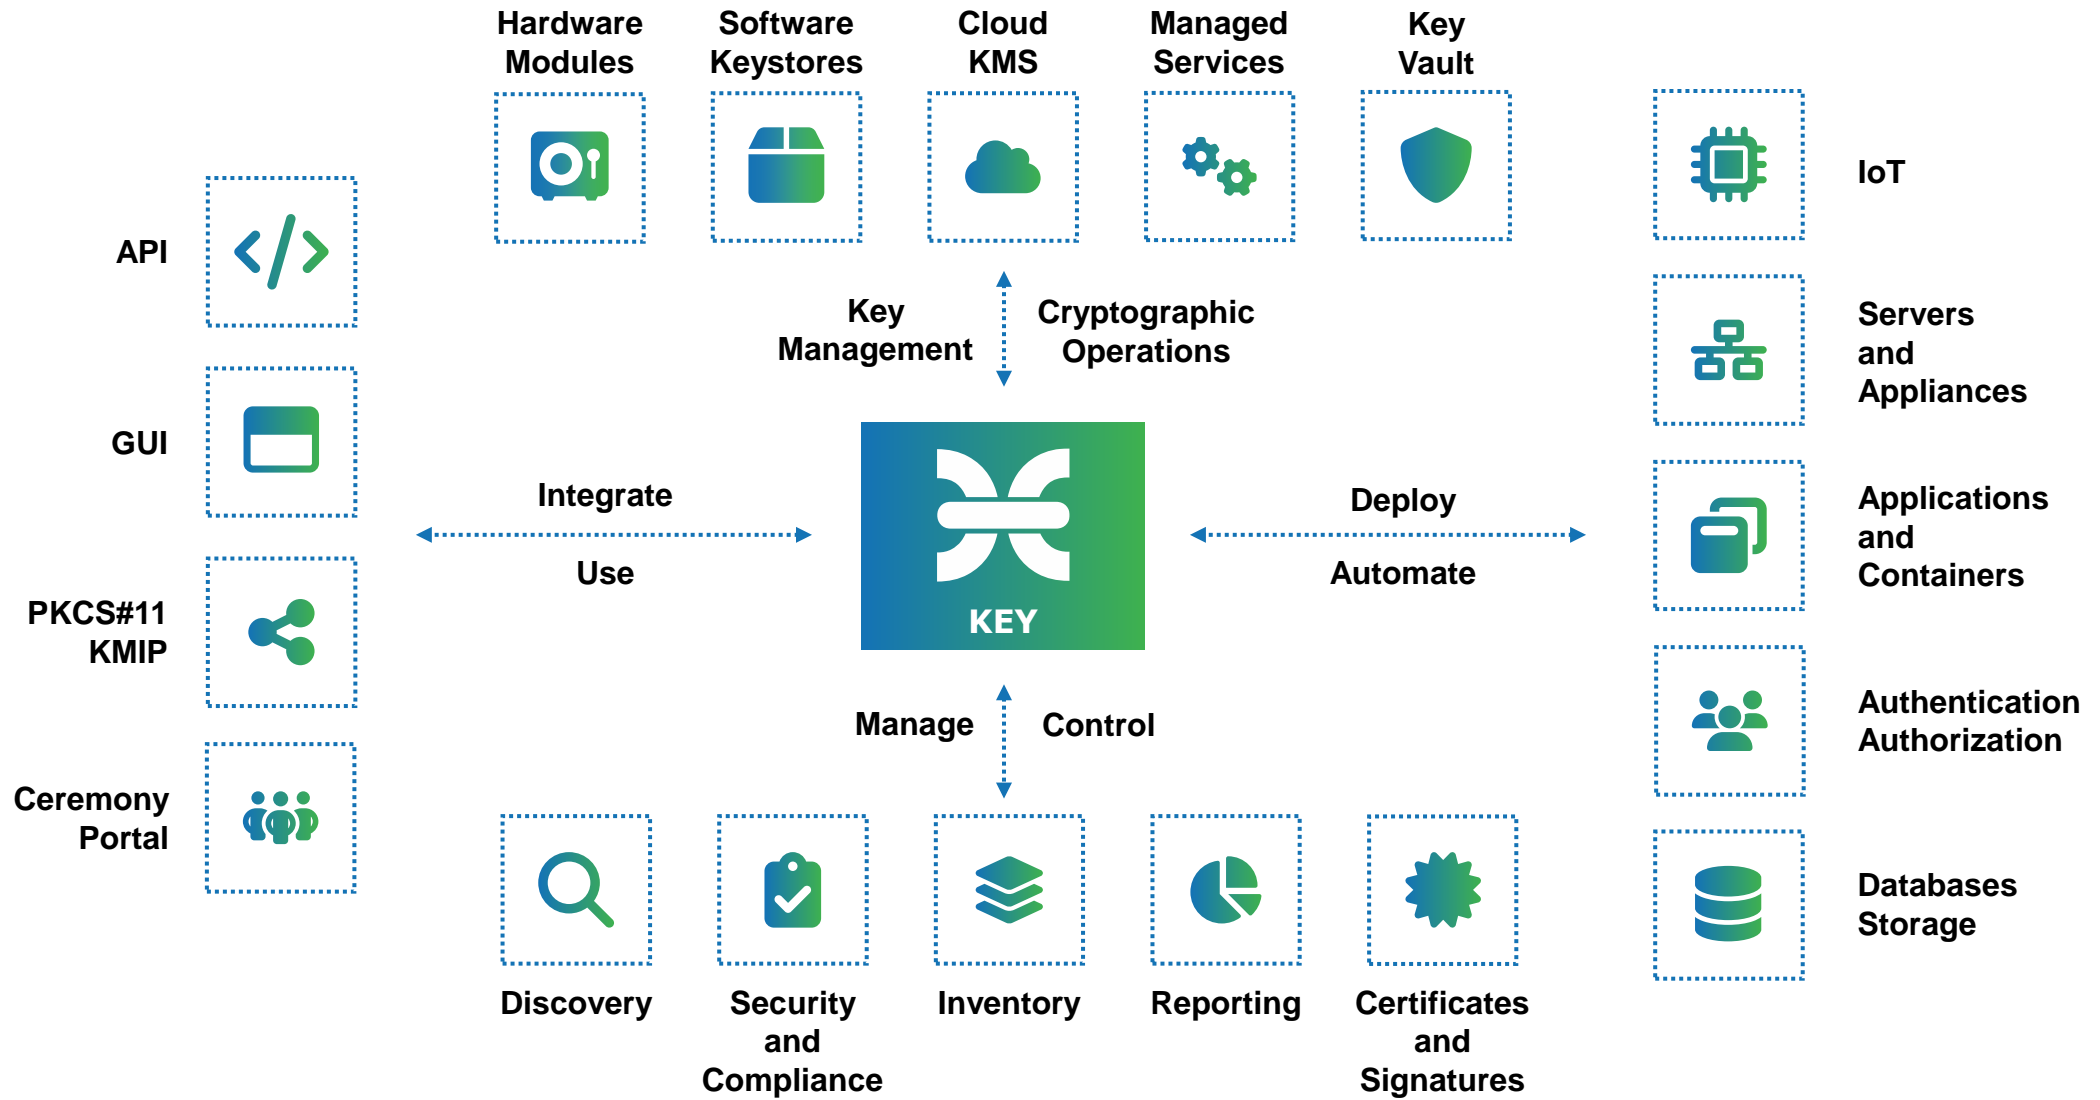 Hardware
Modules
Software
Keystores
Cloud
KMS
Managed
Services
Key
Vault
API
GUI
PKCS#11
KMIP
Ceremony
Portal
Key
Management
Cryptographic
Operations
Integrate
Use
KEY
Deploy
Automate
Manage
Control
IoT
Servers
and
Appliances
Applications
and
Containers
Authentication
Authorization
Databases
Storage
Discovery
Security
and
Compliance
Inventory
Reporting
Certificates
and
Signatures